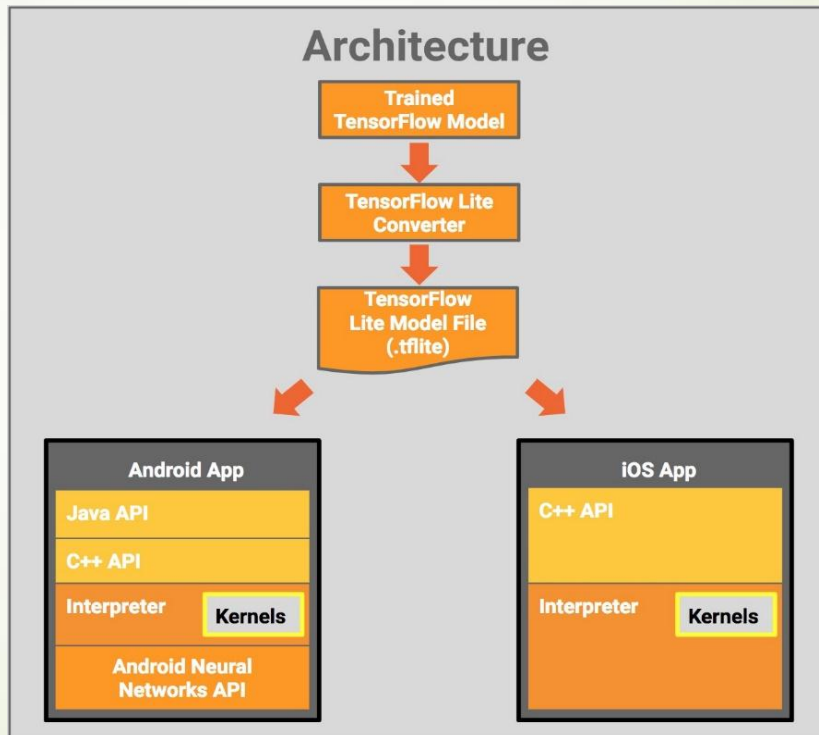 Architecture
Trained
TensorFlow Model
TensorFlow Lite
Converter
TensorFlow
Lite Model File
(.tflite)
Android App
Java API
C++ API
Interpreter
Kernels
Android Neural
Networks API
iOS App
C++ API
Interpreter
Kernels